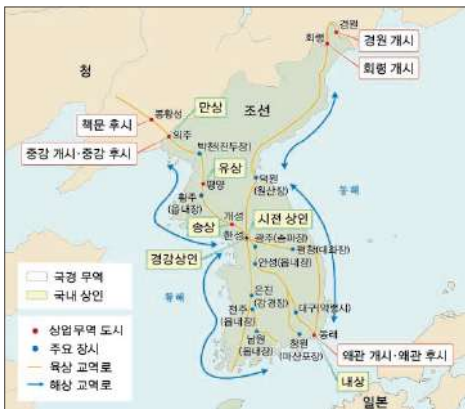 경원
회령
경원 개시
회령 개시
청
조선
만상
봉황성
책문 후시
의주
중강 개시·중강 후시
박천(진두장)
유상
평양
황주
(읍내장)
덕원
(원산장)
동해
개성
송상
시전 상인
한성
광주(송파장)
평창(대화장)
경강상인
안성(읍내장)
황해
은진
(강경장)
전주
(읍내장)
대구(약령시)
동래
남원
(읍내장)
창원
(마산포장)
왜관 개시·왜관 후시
내상
일본
국경 무역
국내 상인
상업·무역 도시
주요 장시
육상 교역로
해상 교역로